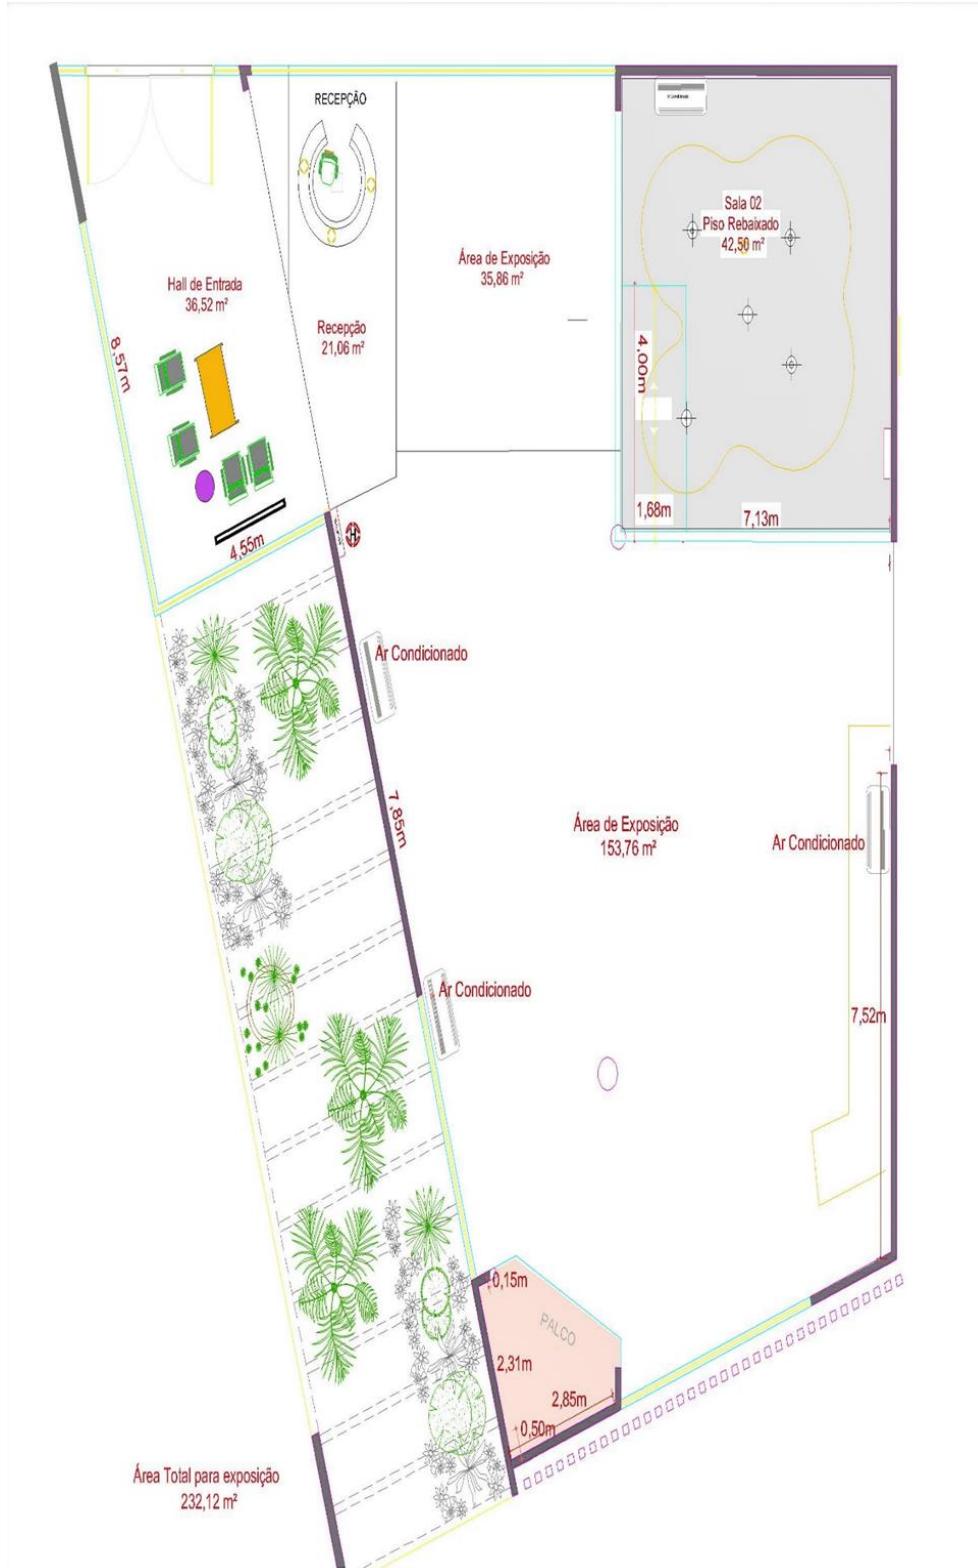 RECEPÇÃO
Sala 02
Piso Rebaixado
42,50 m²
Área de Exposição
35,86 m²
Hall de Entrada
36,52 m²
Recepção
21,06 m²
8,57m
4,00m
1,68m
7,13m
4,55m
H
Ar Condicionado
7,85m
Área de Exposição
153,76 m²
Ar Condicionado
Ar Condicionado
7,52m
0,15m
PALCO
2,31m
2,85m
0,50m
Área Total para exposição
232,12 m²